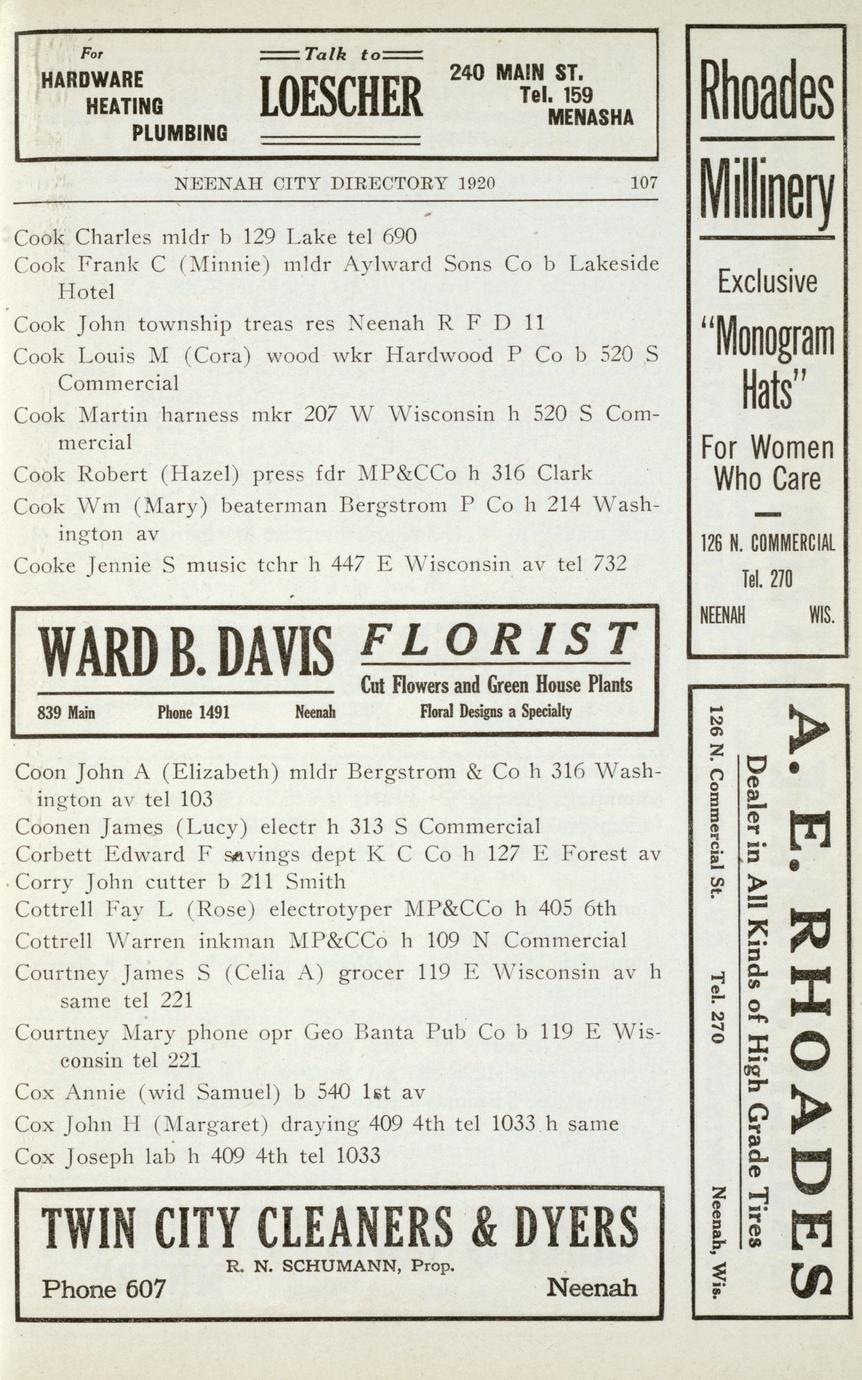 For
HARDWARE
HEATING
PLUMBING
Talk to
LOESCHER
240 MAIN ST.
Tel. 159
MENASHA
NEENAH CITY DIRECTORY 1920 107
Cook Charles mldr b 129 Lake tel 690
Cook Frank C (Minnie) mldr Aylward Sons Co b Lakeside
Hotel
Cook John township treas res Neenah R F D 11
Cook Louis M (Cora) wood wkr Hardwood P Co b 520 S
Commercial
Cook Martin harness mkr 207 W Wisconsin h 520 S Com-
mercial
Cook Robert (Hazel) press fdr MP&CCo h 316 Clark
Cook Wm (Mary) beaterman Bergstrom P Co h 214 Wash-
ington av
Cooke Jennie S music tchr h 447 E Wisconsin av tel 732
WARD B. DAVIS
839 Main Phone 1491 Neenah
FLORIST
Cut Flowers and Green House Plants
Floral Designs a Specialty
Coon John A (Elizabeth) mldr Bergstrom & Co h 316 Wash-
ington av tel 103
Coonen James (Lucy) electr h 313 S Commercial
Corbett Edward F savings dept K C Co h 127 E Forest av
Corry John cutter b 211 Smith
Cottrell Fay L (Rose) electrotyper MP&CCo h 405 6th
Cottrell Warren inkman MP&CCo h 109 N Commercial
Courtney James S (Celia A) grocer 119 E Wisconsin av h
same tel 221
Courtney Mary phone opr Geo Banta Pub Co b 119 E Wis-
consin tel 221
Cox Annie (wid Samuel) b 540 1st av
Cox John H (Margaret) draying 409 4th tel 1033 h same
Cox Joseph lab h 409 4th tel 1033
TWIN CITY CLEANERS & DYERS
R. N. SCHUMANN, Prop.
Phone 607 Neenah
Rhoades
Millinery
Exclusive
"Monogram
Hats"
For Women
Who Care
126 N. COMMERCIAL
Tel. 270
NEENAH WIS.
A. E. RHOADES
Dealer in All Kinds of High Grade Tires
126 N. Commercial St. Tel. 270 Neenah, Wis.